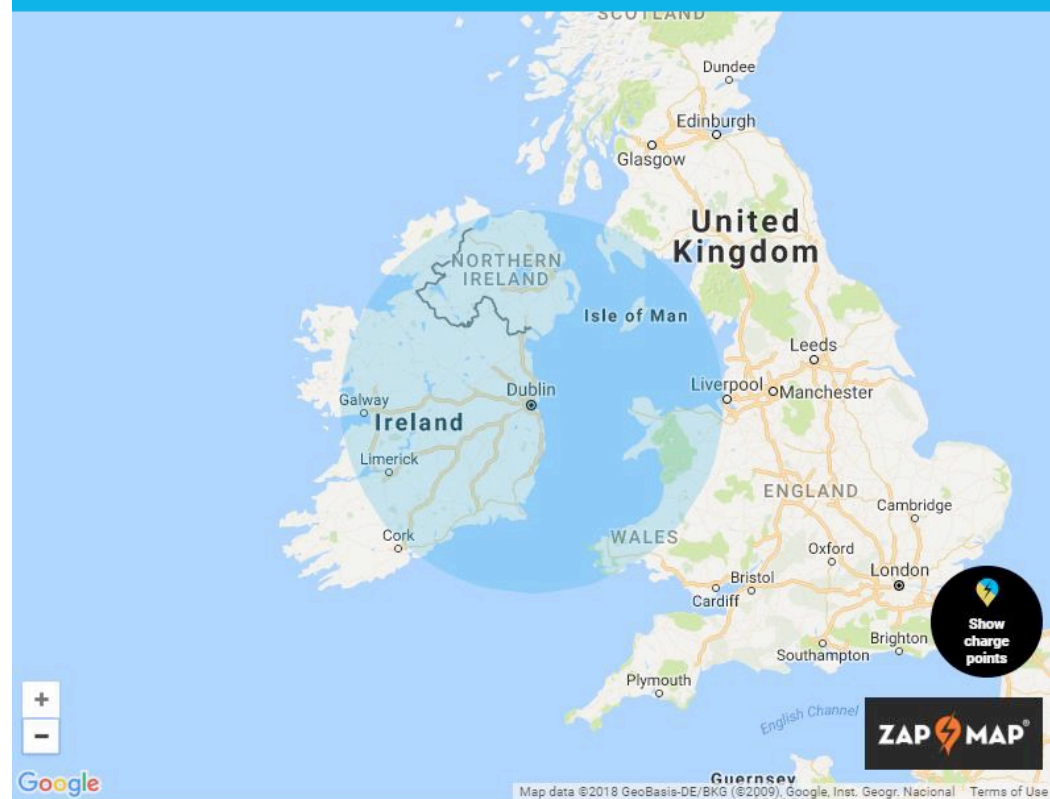 SCOTLAND
Dundee
Edinburgh
Glasgow
United
Kingdom
NORTHERN
IRELAND
Isle of Man
Leeds
Dublin
Liverpool
Manchester
Galway
Ireland
Limerick
ENGLAND
Cambridge
Cork
WALES
Oxford
London
Bristol
Cardiff
Show
charge
points
Brighton
Southampton
Plymouth
English Channel
+
−
ZAP MAP®
Guernsey
Google
Map data ©2018 GeoBasis-DE/BKG (©2009), Google, Inst. Geogr. Nacional Terms of Use